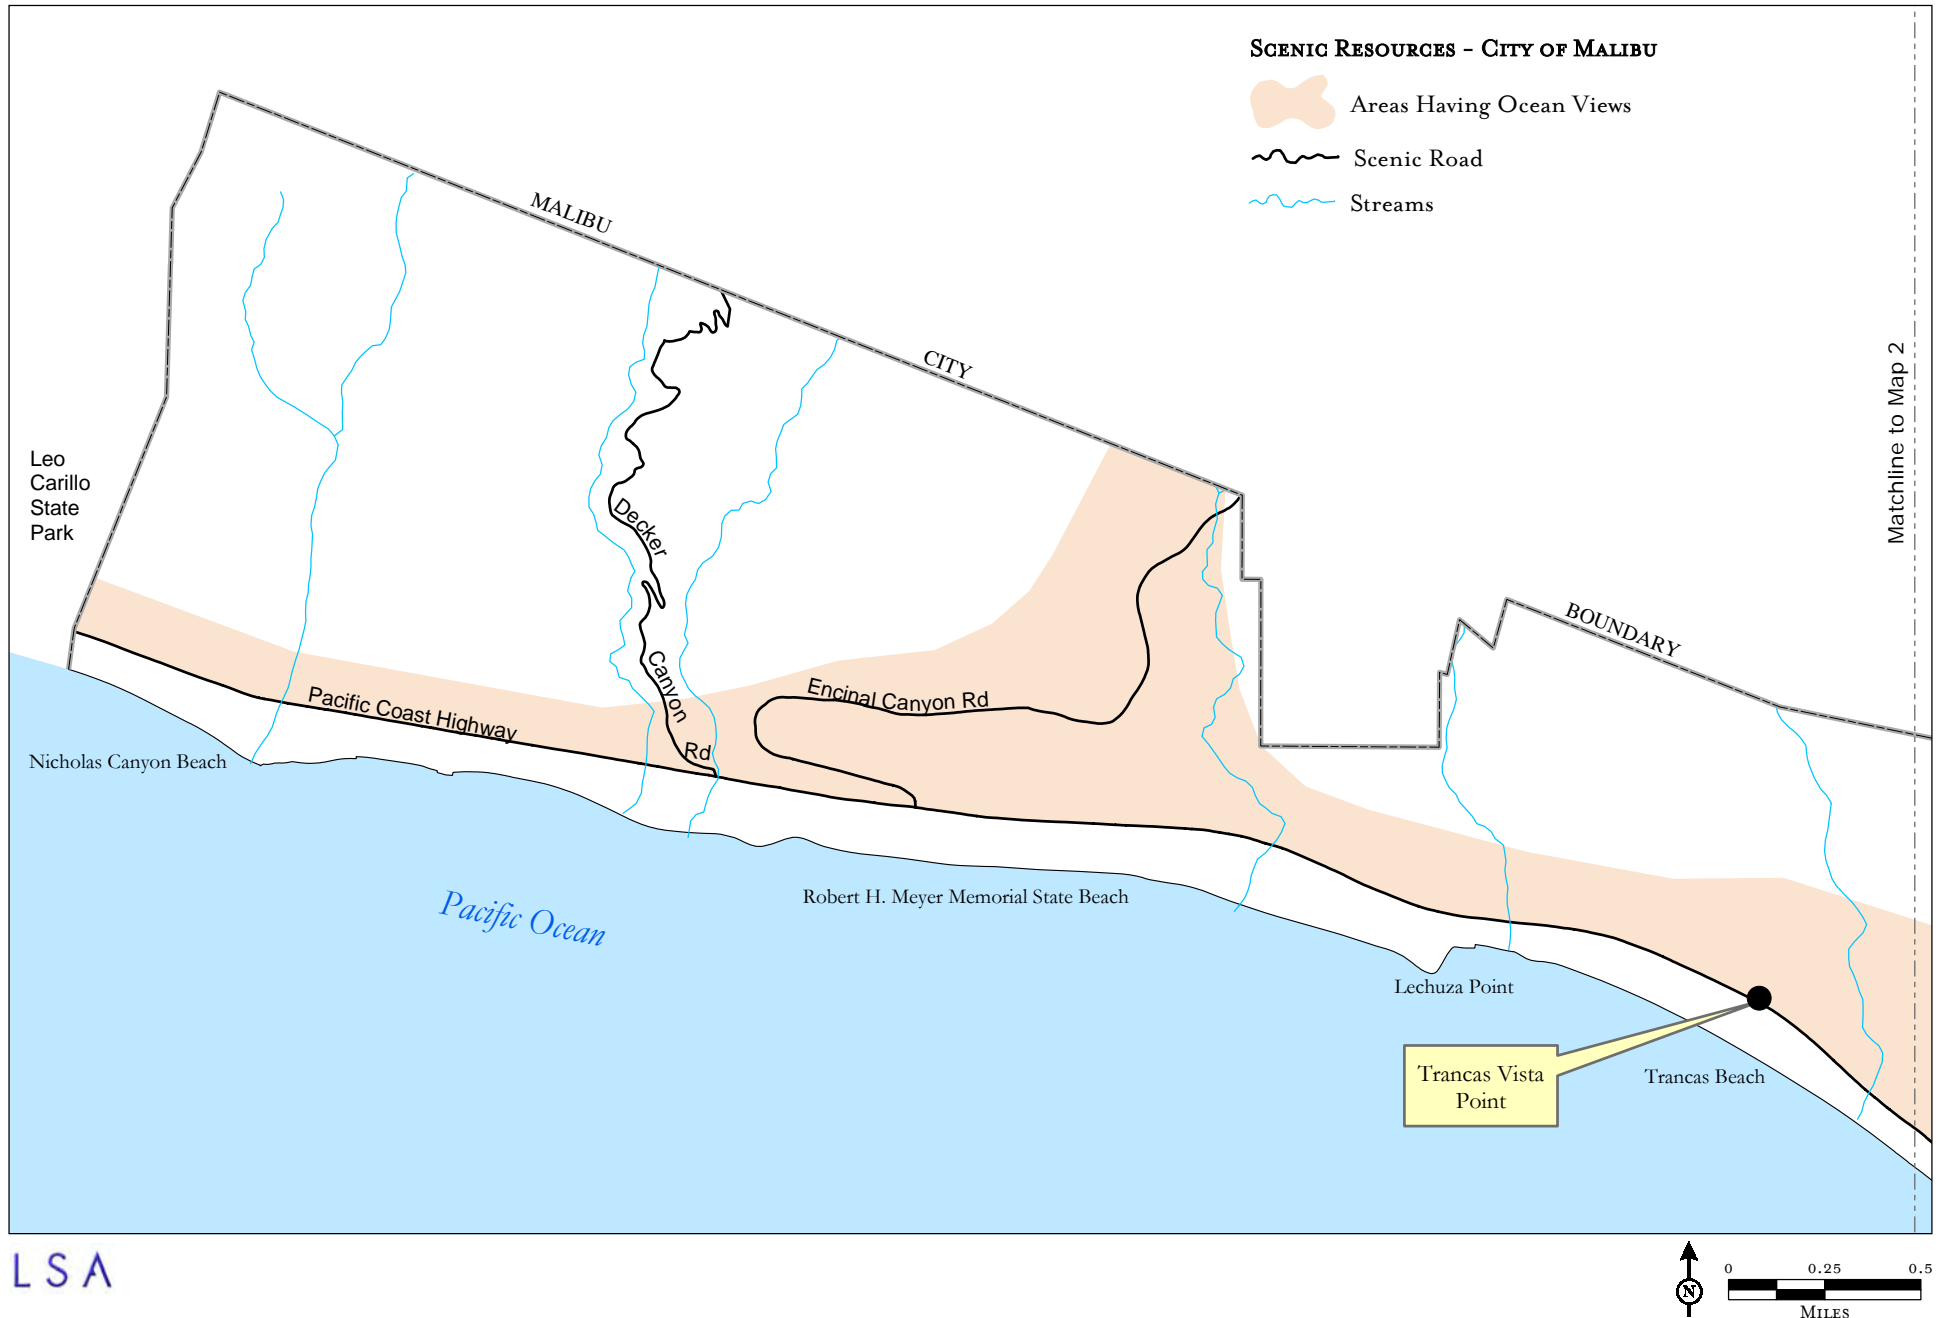 SCENIC RESOURCES - CITY OF MALIBU
Areas Having Ocean Views
Scenic Road
Streams
MALIBU
CITY
BOUNDARY
Matchline to Map 2
Leo
Carillo
State
Park
Decker
Canyon
Rd
Encinal Canyon Rd
Pacific Coast Highway
Nicholas Canyon Beach
Robert H. Meyer Memorial State Beach
Pacific Ocean
Lechuza Point
Trancas Vista
Point
Trancas Beach
LSA
N
0 0.25 0.5
MILES